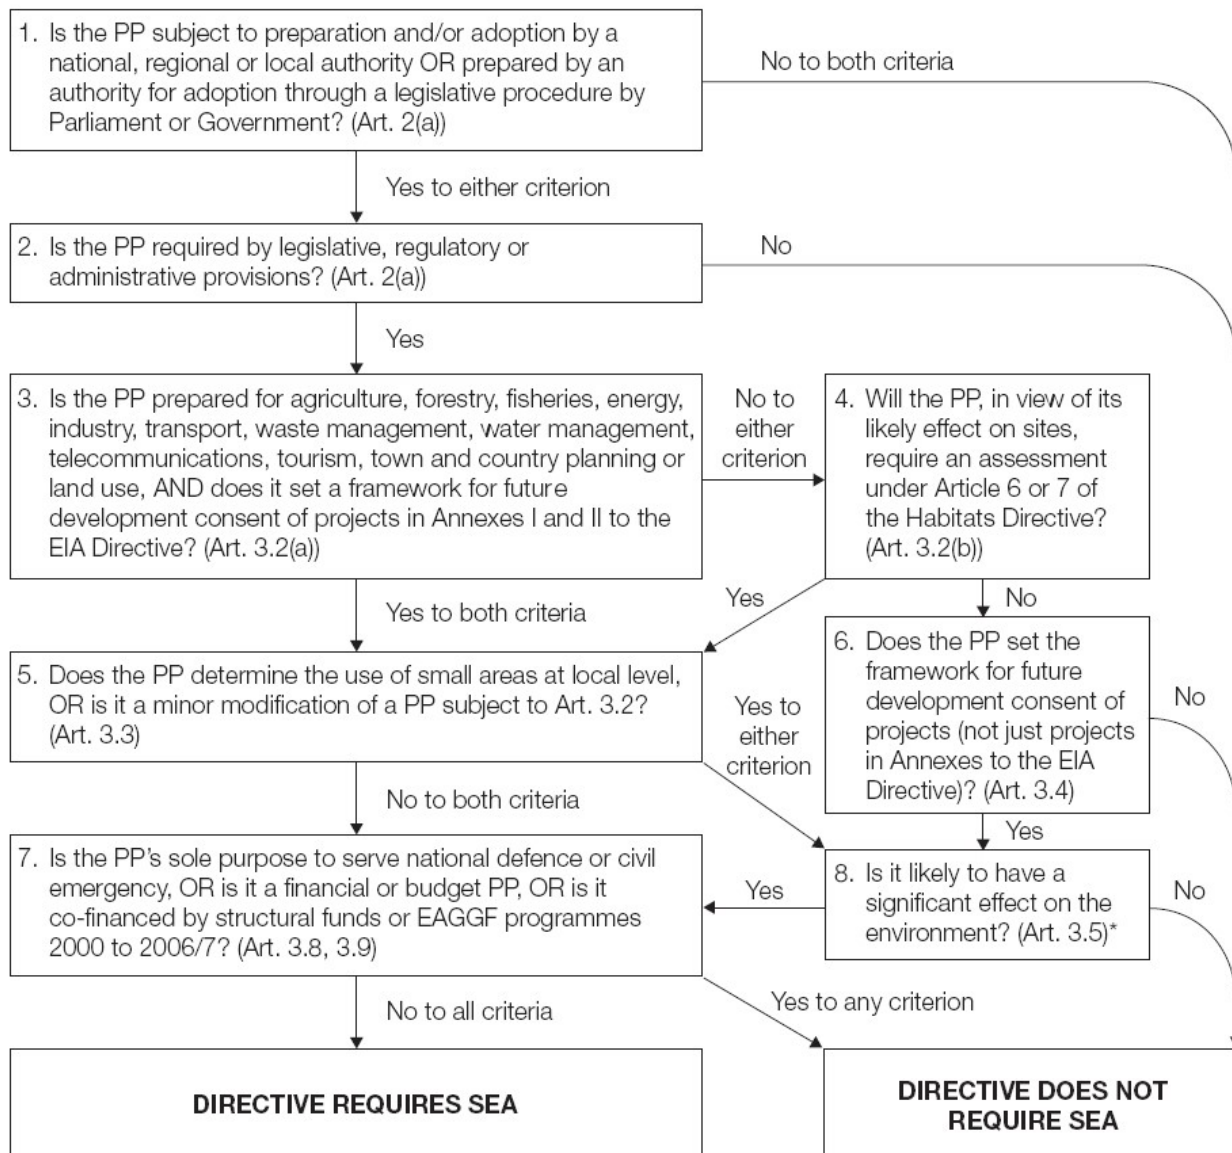 1. Is the PP subject to preparation and/or adoption by a
national, regional or local authority OR prepared by an
authority for adoption through a legislative procedure by
Parliament or Government? (Art. 2(a))
No to both criteria
Yes to either criterion
2. Is the PP required by legislative, regulatory or
administrative provisions? (Art. 2(a))
No
Yes
3. Is the PP prepared for agriculture, forestry, fisheries, energy,
industry, transport, waste management, water management,
telecommunications, tourism, town and country planning or
land use, AND does it set a framework for future
development consent of projects in Annexes I and II to the
EIA Directive? (Art. 3.2(a))
No to
either
criterion
4. Will the PP, in view of its
likely effect on sites,
require an assessment
under Article 6 or 7 of
the Habitats Directive?
(Art. 3.2(b))
Yes to both criteria
Yes
No
5. Does the PP determine the use of small areas at local level,
OR is it a minor modification of a PP subject to Art. 3.2?
(Art. 3.3)
Yes to
either
criterion
6. Does the PP set the
framework for future
development consent of
projects (not just projects
in Annexes to the EIA
Directive)? (Art. 3.4)
No
No to both criteria
Yes
7. Is the PP's sole purpose to serve national defence or civil
emergency, OR is it a financial or budget PP, OR is it
co-financed by structural funds or EAGGF programmes
2000 to 2006/7? (Art. 3.8, 3.9)
Yes
8. Is it likely to have a
significant effect on the
environment? (Art. 3.5)*
No
No to all criteria
Yes to any criterion
DIRECTIVE REQUIRES SEA
DIRECTIVE DOES NOT
REQUIRE SEA